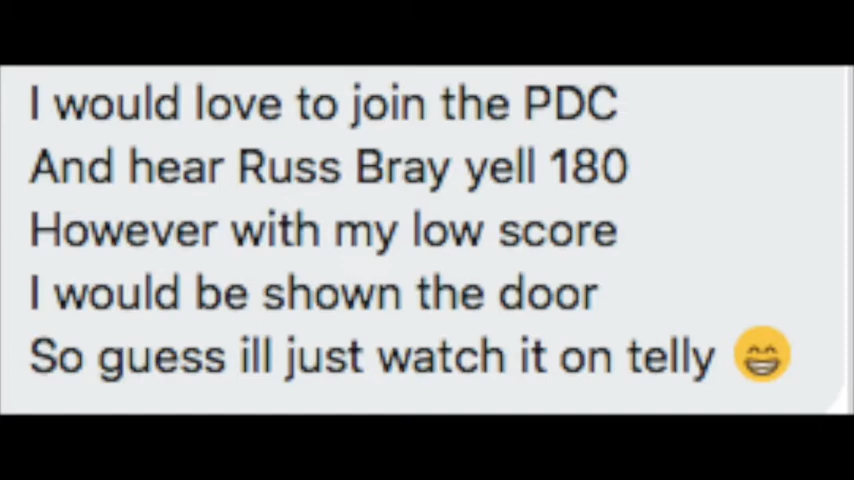 I would love to join the PDC
And hear Russ Bray yell 180
However with my low score
I would be shown the door
So guess ill just watch it on telly 😁